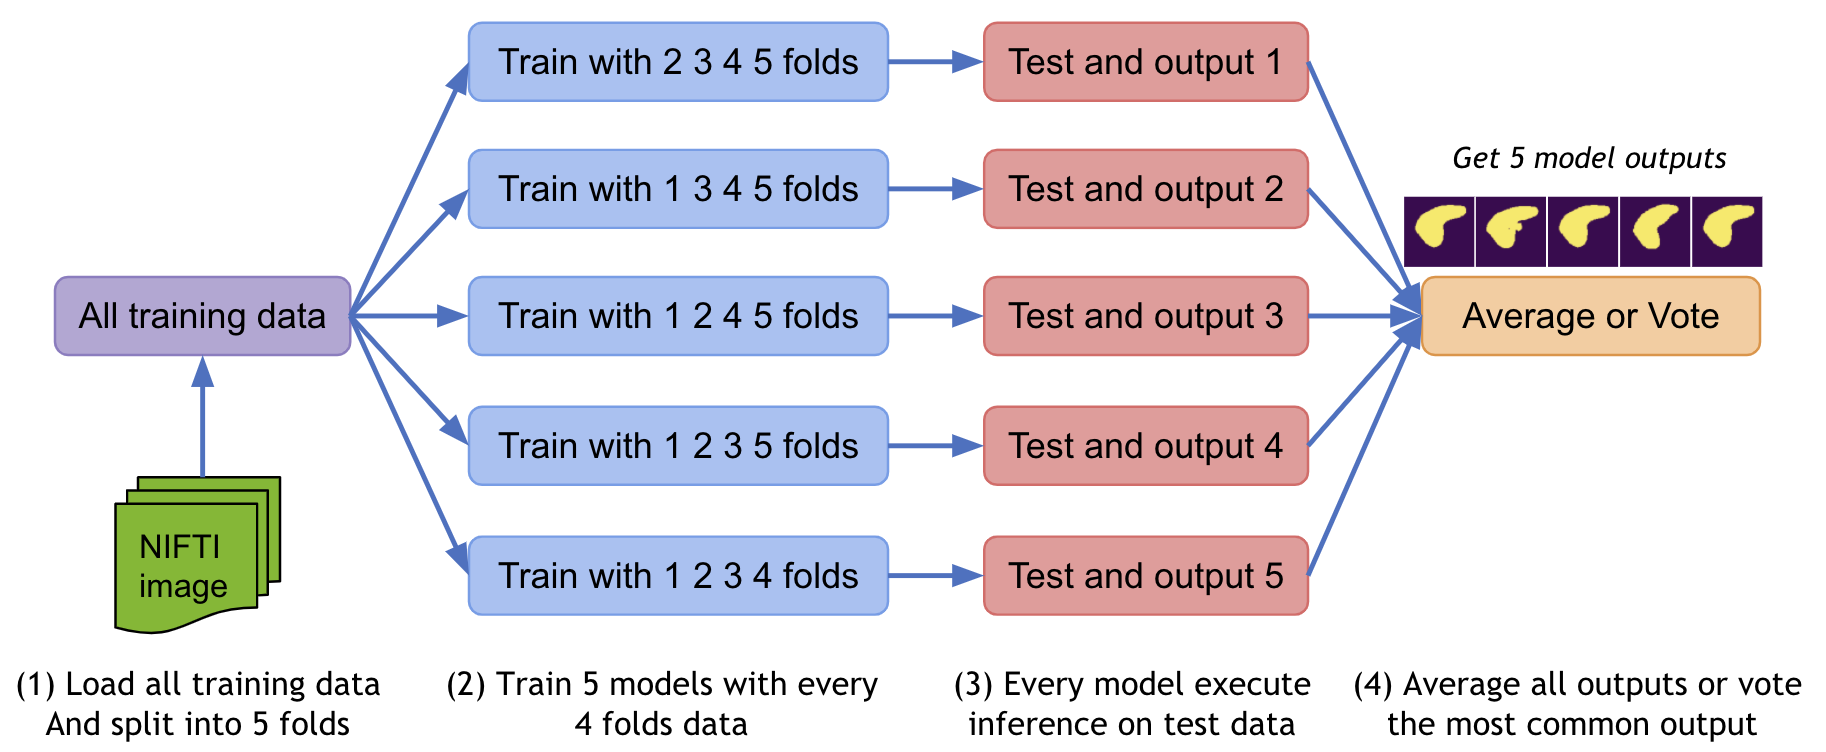 Train with 2 3 4 5 folds
Test and output 1
Train with 1 3 4 5 folds
Test and output 2
Get 5 model outputs
All training data
Train with 1 2 4 5 folds
Test and output 3
Average or Vote
Train with 1 2 3 5 folds
Test and output 4
NIFTI
image
Train with 1 2 3 4 folds
Test and output 5
(1) Load all training data
And split into 5 folds
(2) Train 5 models with every
4 folds data
(3) Every model execute
inference on test data
(4) Average all outputs or vote
the most common output